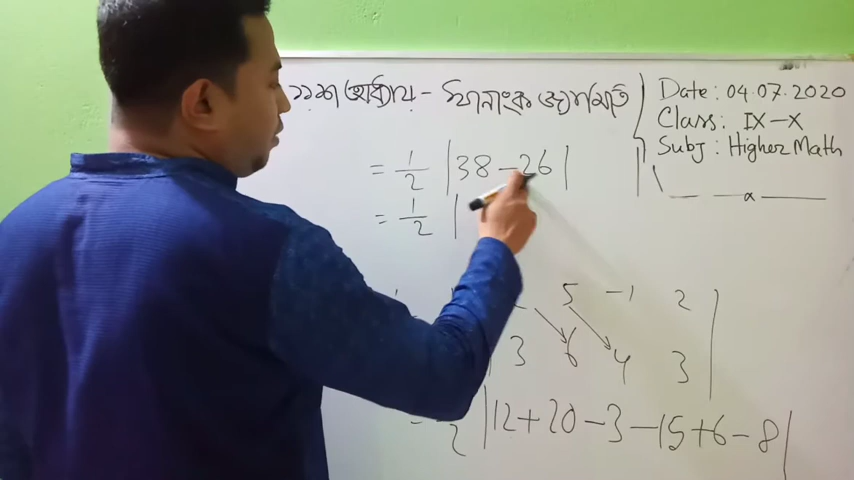 ১১শ অধ্যায় - স্থানাংক জ্যামিতি
Date: 04.07.2020
Class: IX-X
Subj: Higher Math
x
= 1/2 |38-26|
= 1/2 |
5 -1 2
3 6 4 3
2 |12+20-3-15+6-8|